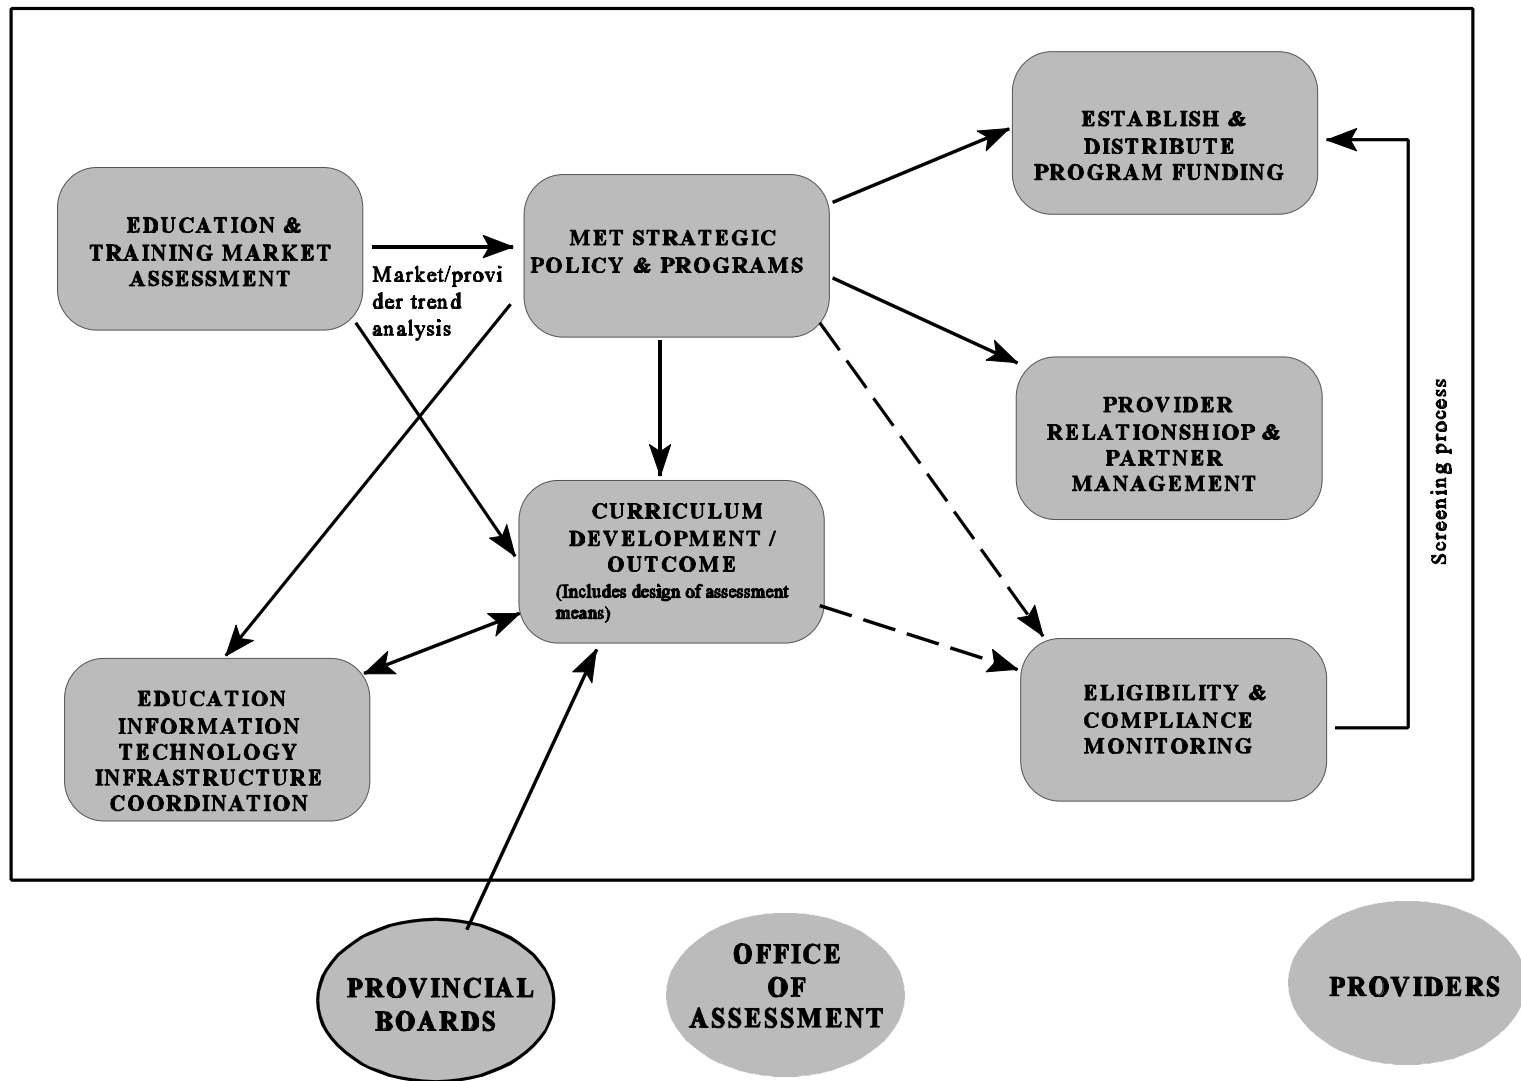 ESTABLISH &
DISTRIBUTE
PROGRAM FUNDING
EDUCATION &
TRAINING MARKET
ASSESSMENT
Market/provi
der trend
analysis
MET STRATEGIC
POLICY & PROGRAMS
PROVIDER
RELATIONSHIOP &
PARTNER
MANAGEMENT
Screening process
CURRICULUM
DEVELOPMENT /
OUTCOME
(Includes design of assessment
means)
EDUCATION
INFORMATION
TECHNOLOGY
INFRASTRUCTURE
COORDINATION
ELIGIBILITY &
COMPLIANCE
MONITORING
PROVINCIAL
BOARDS
OFFICE
OF
ASSESSMENT
PROVIDERS